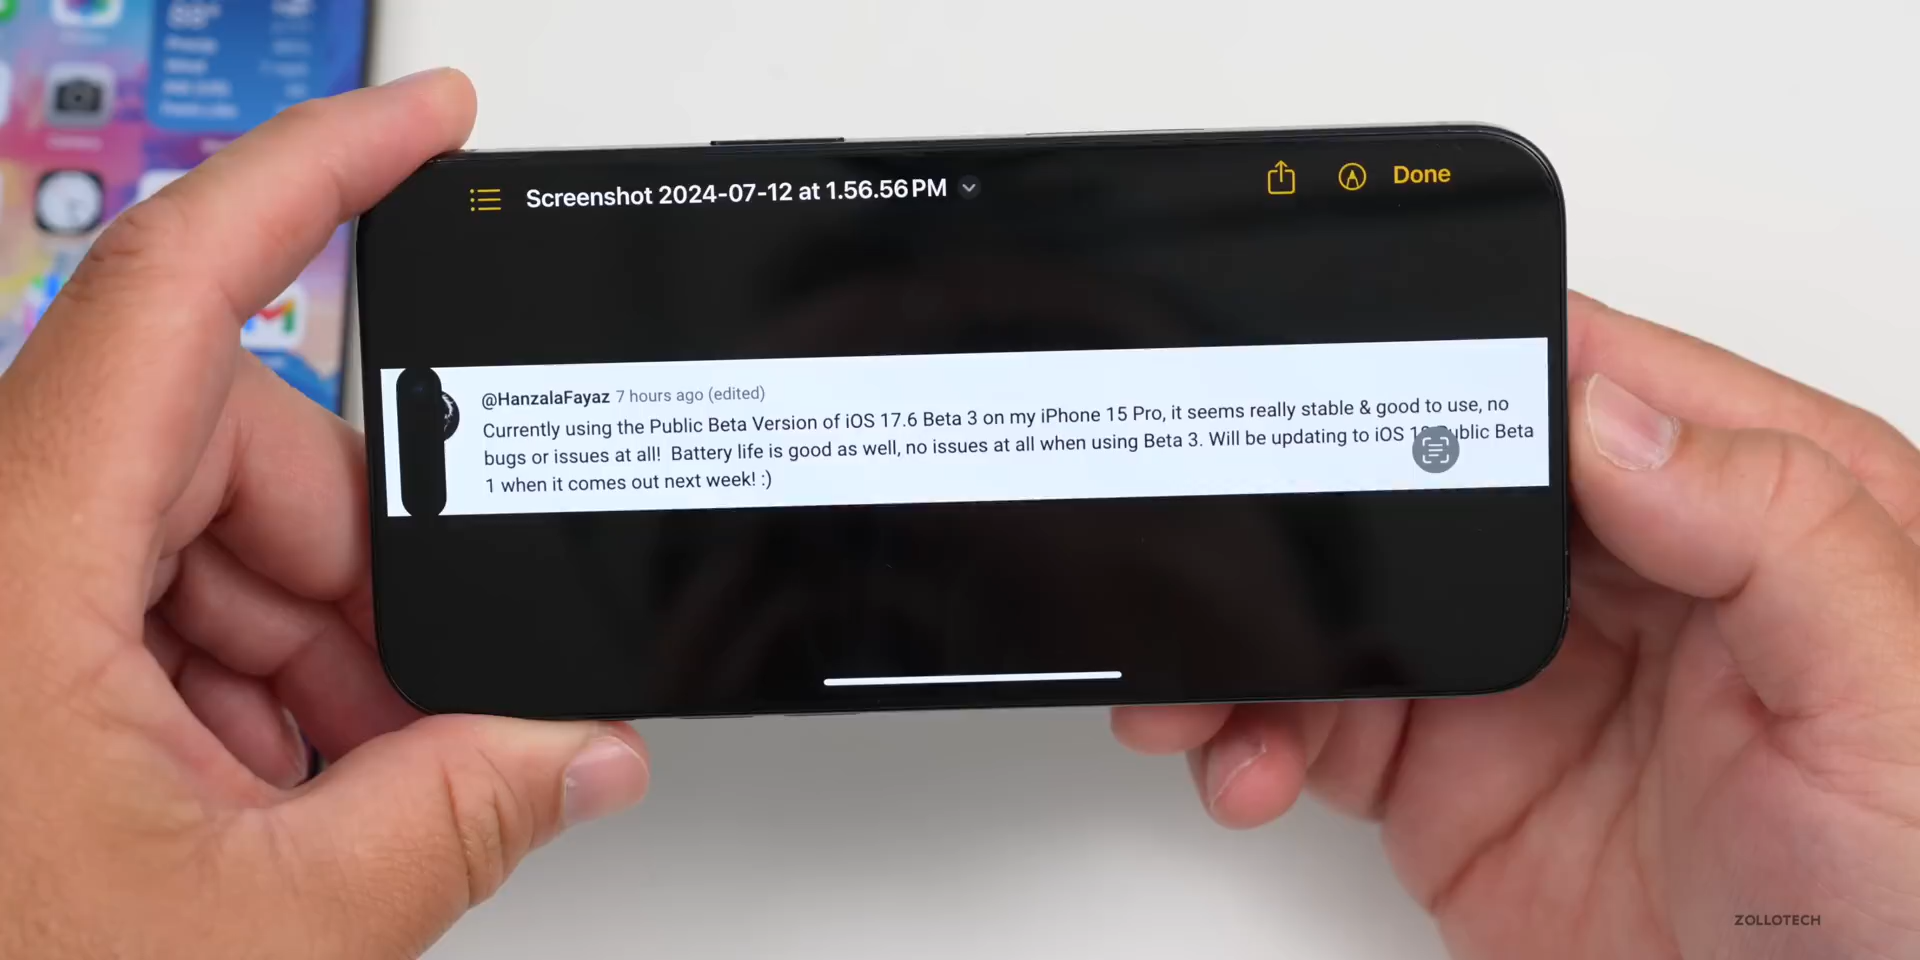 Screenshot 2024-07-12 at 1.56.56 PM
Done
@HanzalaFayaz 7 hours ago (edited)
Currently using the Public Beta Version of iOS 17.6 Beta 3 on my iPhone 15 Pro, it seems really stable & good to use, no
bugs or issues at all! Battery life is good as well, no issues at all when using Beta 3. Will be updating to iOS Beta
1 when it comes out next week! :)
ZOLLOTECH